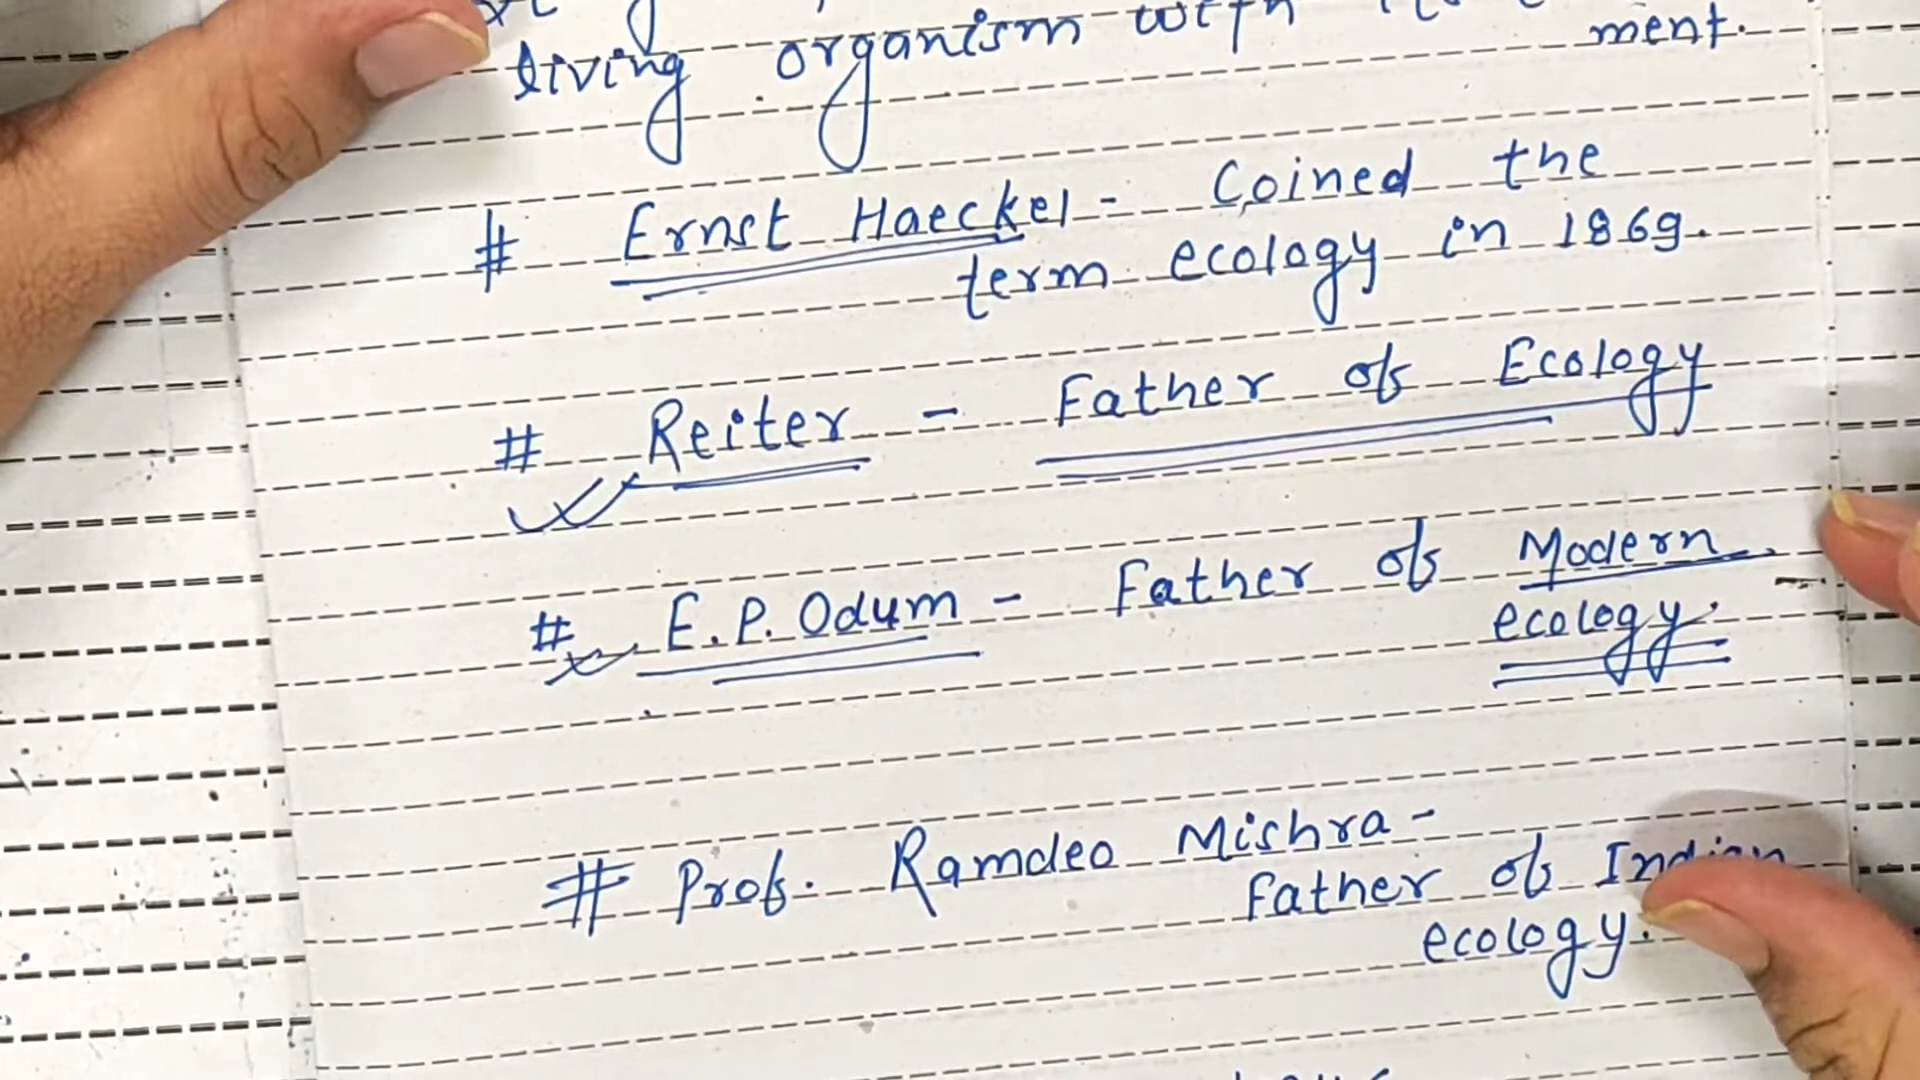 living organism with
ment.
# Ernst Haeckel - Coined the
term ecology in 1869.
# Reiter - Father of Ecology
# E.P. Odum - Father of Modern
ecology.
# Prof. Ramdeo Mishra -
Father of Indian
ecology.